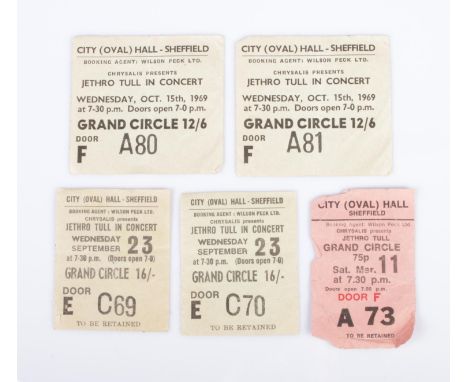 CITY (OVAL) HALL - SHEFFIELD
BOOKING AGENT: WILSON PECK LTD.
CHRYSALIS PRESENTS
JETHRO TULL IN CONCERT
WEDNESDAY, OCT. 15th, 1969
at 7-30 p.m. Doors open 7-0 p.m.
GRAND CIRCLE 12/6
DOOR
F A80
CITY (OVAL) HALL - SHEFFIELD
BOOKING AGENT: WILSON PECK LTD.
CHRYSALIS PRESENTS
JETHRO TULL IN CONCERT
WEDNESDAY, OCT. 15th, 1969
at 7-30 p.m. Doors open 7-0 p.m.
GRAND CIRCLE 12/6
DOOR
F A81
CITY (OVAL) HALL - SHEFFIELD
BOOKING AGENT: WILSON PECK LTD.
CHRYSALIS presents
JETHRO TULL IN CONCERT
WEDNESDAY
SEPTEMBER 23
at 7-30 p.m. (Doors open 7-0)
GRAND CIRCLE 16/-
DOOR
E C69
TO BE RETAINED
CITY (OVAL) HALL - SHEFFIELD
BOOKING AGENT: WILSON PECK LTD.
CHRYSALIS presents
JETHRO TULL IN CONCERT
WEDNESDAY
SEPTEMBER 23
at 7-30 p.m. (Doors open 7-0)
GRAND CIRCLE 16/-
DOOR
E C70
TO BE RETAINED
CITY (OVAL) HALL
SHEFFIELD
Booking Agent: Wilson Peck Ltd
CHRYSALIS presents
JETHRO TULL
GRAND CIRCLE
75p
Sat. Mar. 11
at 7.30 p.m.
Doors open 7.00 p.m.
DOOR F
A 73
TO BE RETAINED